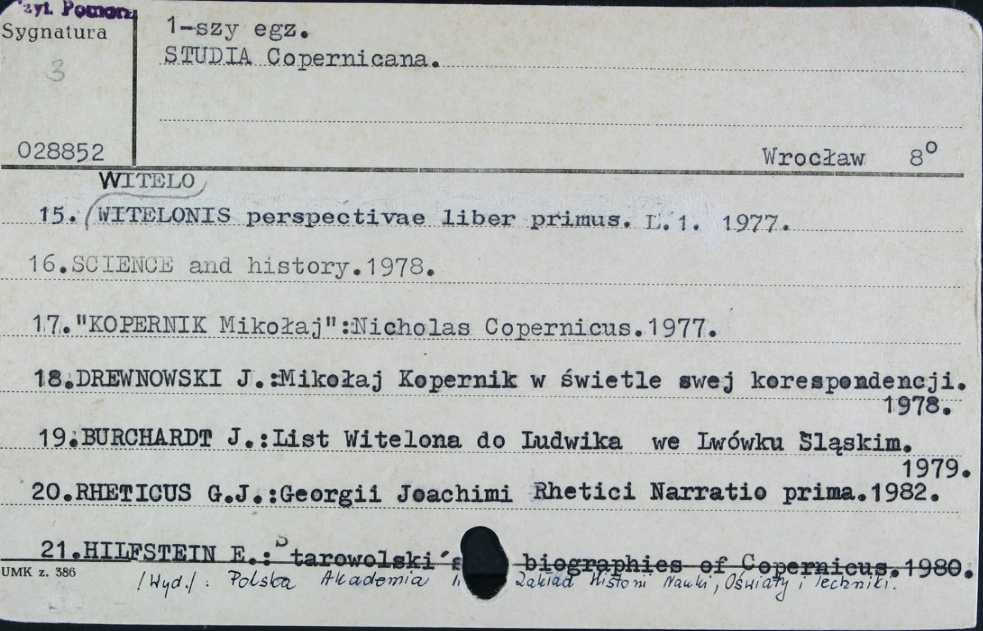 Czyt. Pomorz.
Sygnatura
3
028852
1-szy egz.
STUDIA Copernicana.
Wrocław 8°
WITELO
15. WITELONIS perspectivae liber primus. L.1. 1977.
16.SCIENCE and history.1978.
17."KOPERNIK Mikołaj":Nicholas Copernicus.1977.
18.DREWNOWSKI J.:Mikołaj Kopernik w świetle swej korespondencji.
1978.
19.BURCHARDT J.:List Witelona do Ludwika we Lwówku Śląskim.
1979.
20.RHETICUS G.J.:Georgii Joachimi Rhetici Narratio prima.1982.
21.HILFSTEIN E.:Starowolski's biographies of Copernicus.1980.
UMK z. 386
/Wyd./: Polska Akademia Zakład Historii Nauki, Oświaty i Techniki.